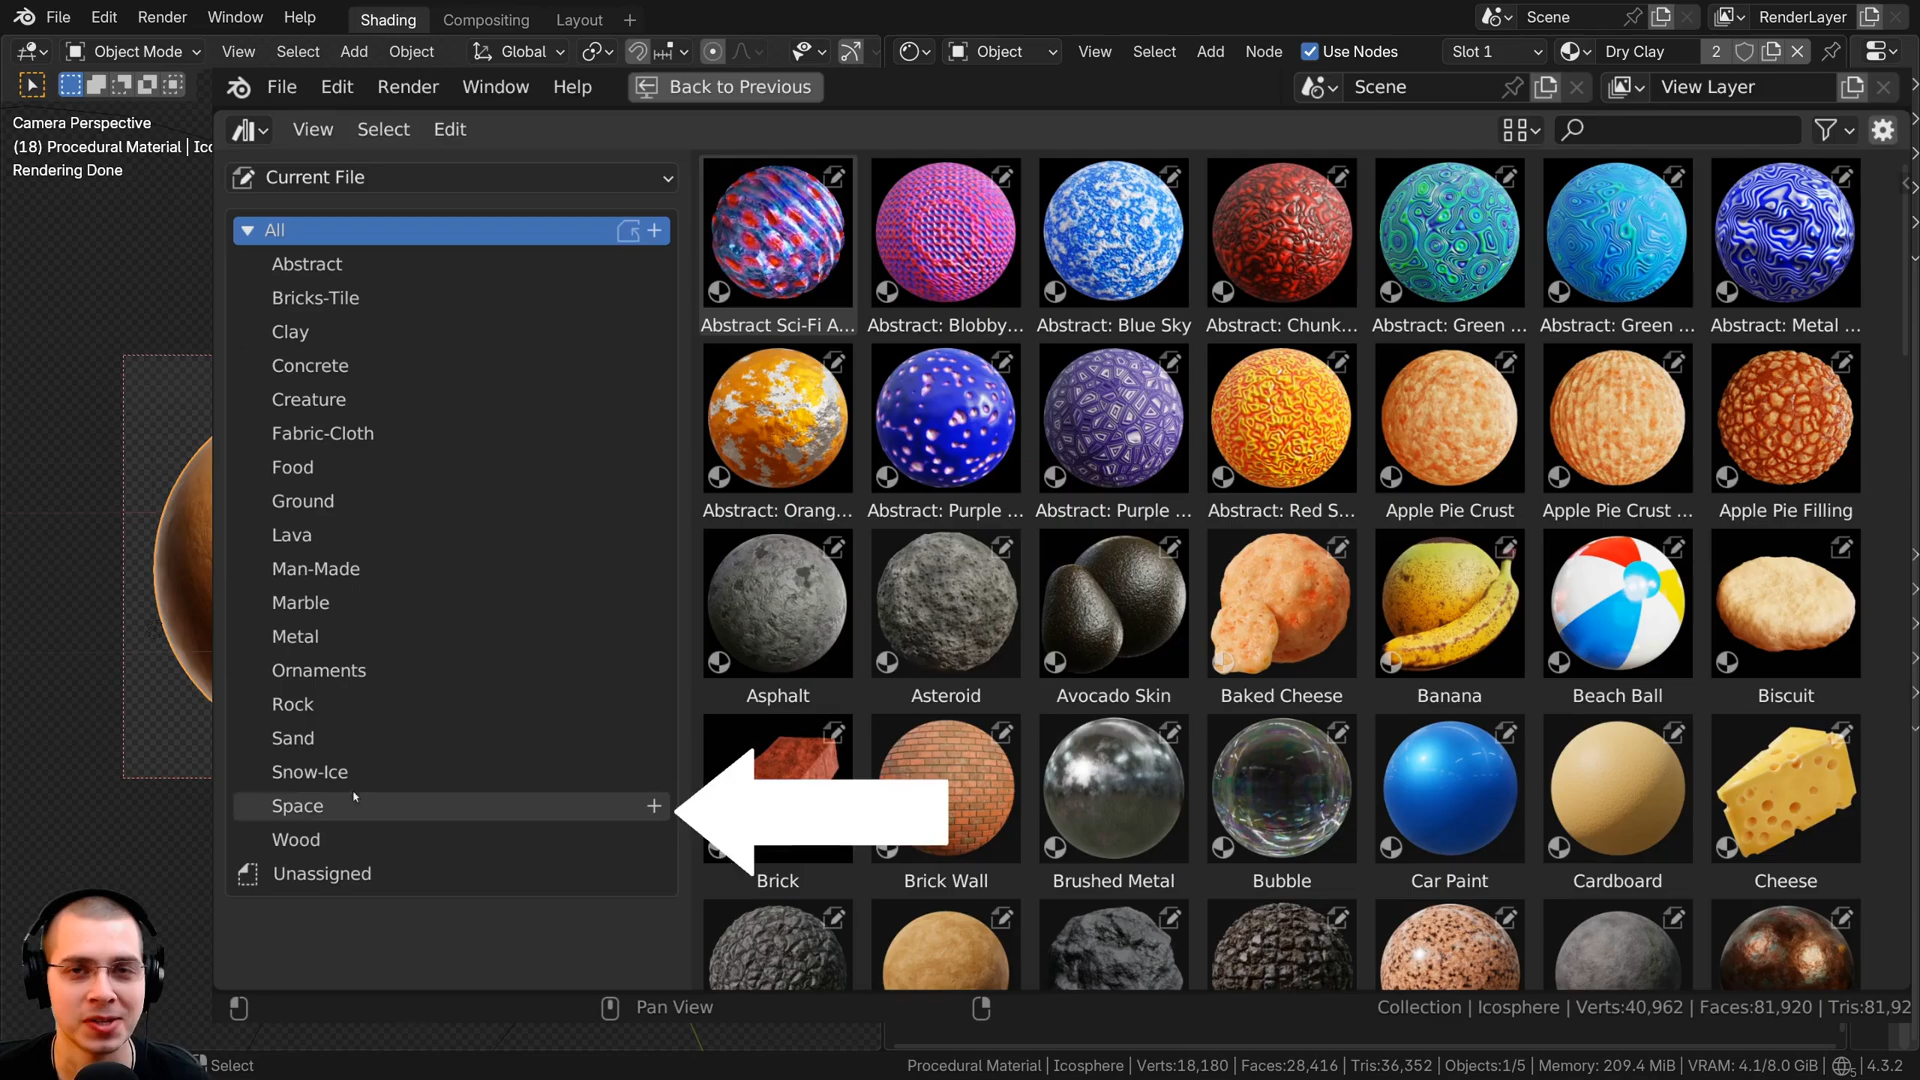 File Edit Render Window Help Shading Compositing Layout + Scene RenderLayer
Object Mode View Select Add Object Global Object View Select Add Node Use Nodes Slot 1 Dry Clay 2
File Edit Render Window Help Back to Previous Scene View Layer
Camera Perspective
(18) Procedural Material | Ico
Rendering Done
View Select Edit
Current File
All
Abstract
Bricks-Tile
Clay
Concrete
Creature
Fabric-Cloth
Food
Ground
Lava
Man-Made
Marble
Metal
Ornaments
Rock
Sand
Snow-Ice
Space
Wood
Unassigned
Abstract Sci-Fi A... Abstract: Blobby... Abstract: Blue Sky Abstract: Chunk... Abstract: Green ... Abstract: Green ... Abstract: Metal ...
Abstract: Orang... Abstract: Purple ... Abstract: Purple ... Abstract: Red S... Apple Pie Crust Apple Pie Crust ... Apple Pie Filling
Asphalt Asteroid Avocado Skin Baked Cheese Banana Beach Ball Biscuit
Brick Brick Wall Brushed Metal Bubble Car Paint Cardboard Cheese
Pan View Collection | Icosphere | Verts:40,962 | Faces:81,920 | Tris:81,92
Select Procedural Material | Icosphere | Verts:18,180 | Faces:28,416 | Tris:36,352 | Objects:1/5 | Memory: 209.4 MiB | VRAM: 4.1/8.0 GiB | 5 4.3.2